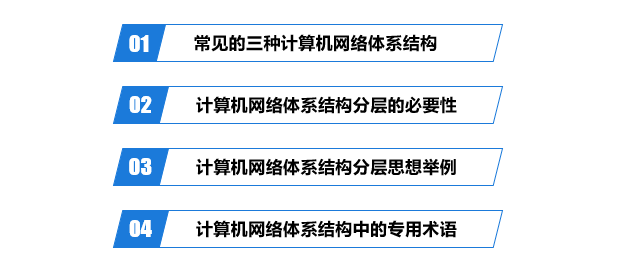 01 常见的三种计算机网络体系结构
02 计算机网络体系结构分层的必要性
03 计算机网络体系结构分层思想举例
04 计算机网络体系结构中的专用术语